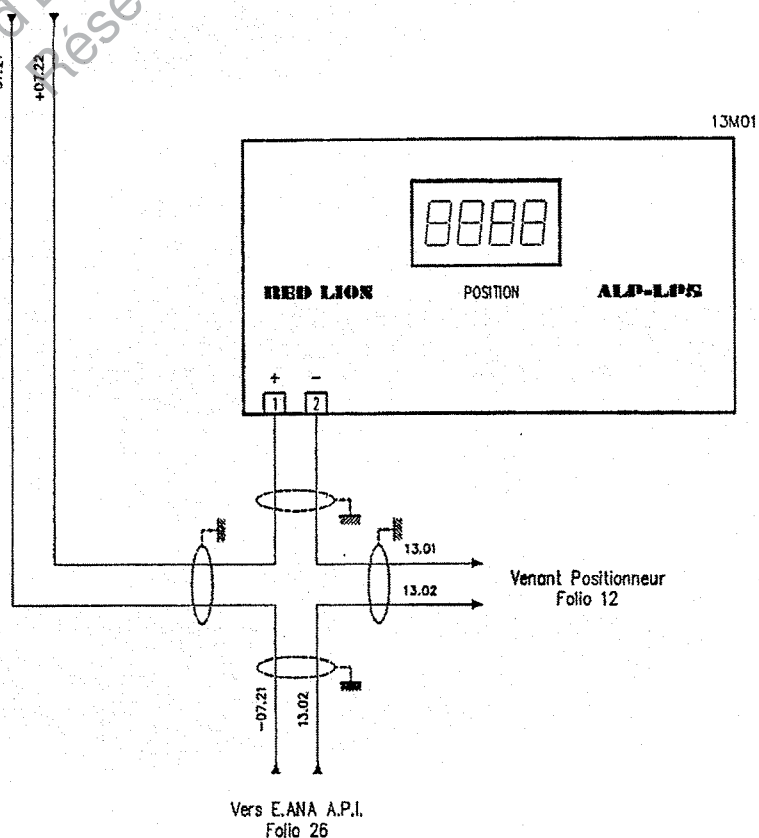 Rése
+07.22
13M01
RED LION
POSITION
ALP-LPS
+ -
1 2
13.01
13.02
Venant Positionneur
Folio 12
-07.21
13.02
Vers E.ANA A.P.I.
Folio 26